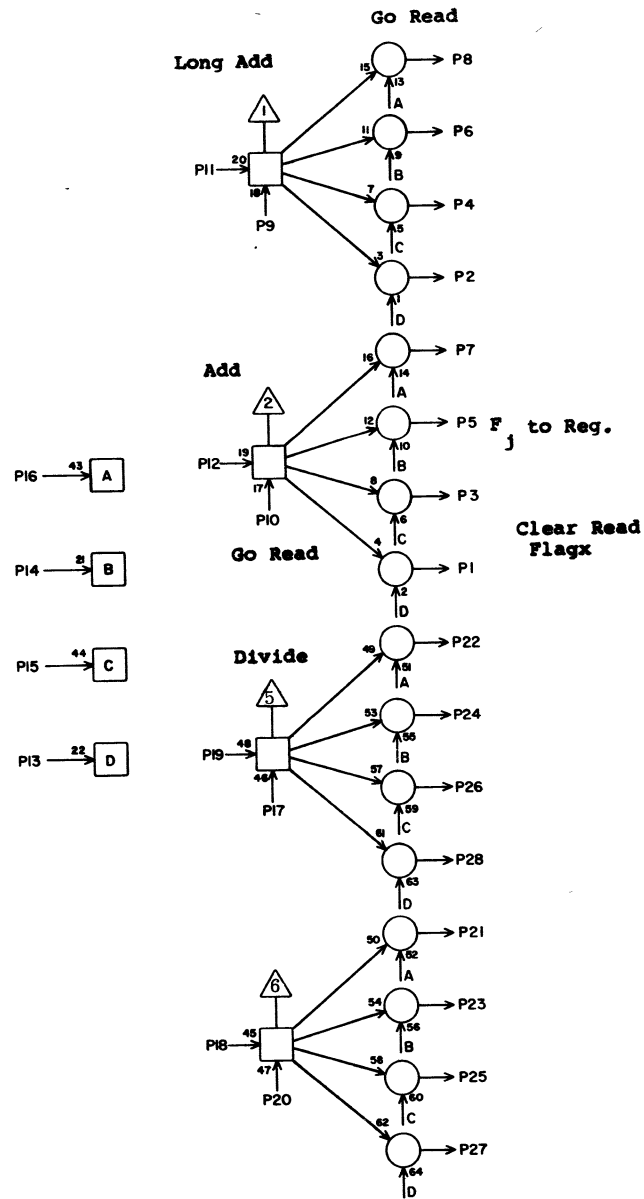 Go Read
Long Add
15
13
P8
A
1
11
9
P6
B
P11
20
18
P9
7
5
P4
C
3
1
P2
D
Add
16
14
P7
A
2
12
10
P5
F j to Reg.
B
P12
19
17
P10
8
6
P3
C
Clear Read
Flagx
Go Read
4
2
P1
D
P16
43
A
P14
21
B
P15
44
C
P13
22
D
Divide
49
51
P22
A
5
53
55
P24
B
P19
48
46
P17
57
59
P26
C
61
63
P28
D
50
52
P21
A
6
54
56
P23
B
P18
45
47
P20
58
60
P25
C
62
64
P27
D